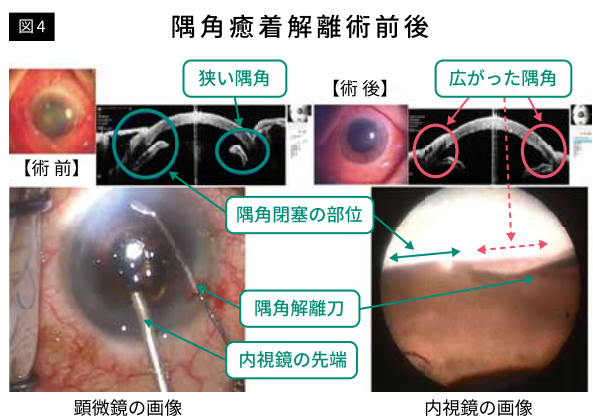 図4
隅角癒着解離術前後
狭い隅角
【術後】
広がった隅角
【術前】
隅角閉塞の部位
隅角解離刀
内視鏡の先端
顕微鏡の画像
内視鏡の画像